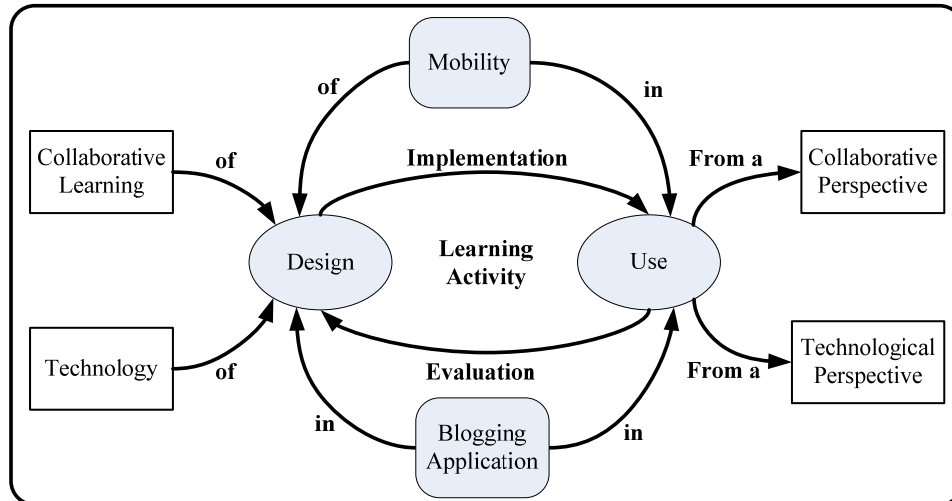 Mobility
of
in
Collaborative
Learning
of
Implementation
From a
Collaborative
Perspective
Design
Learning
Activity
Use
Technology
of
Evaluation
From a
Technological
Perspective
in
Blogging
Application
in